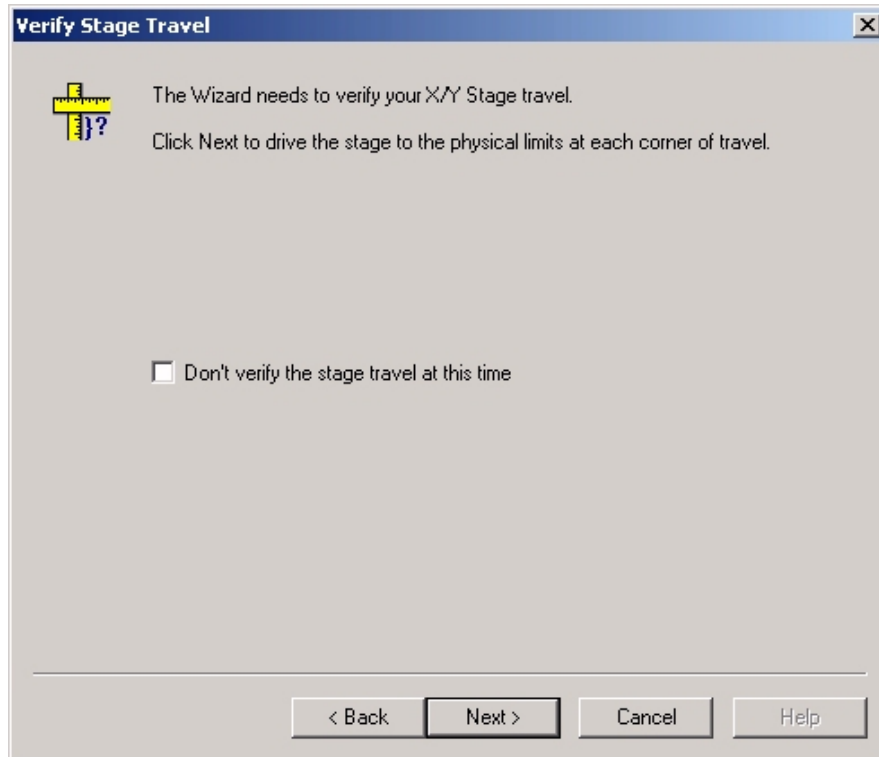 Verify Stage Travel
The Wizard needs to verify your X/Y Stage travel.
Click Next to drive the stage to the physical limits at each corner of travel.
}?
Don't verify the stage travel at this time
< Back
Next >
Cancel
Help